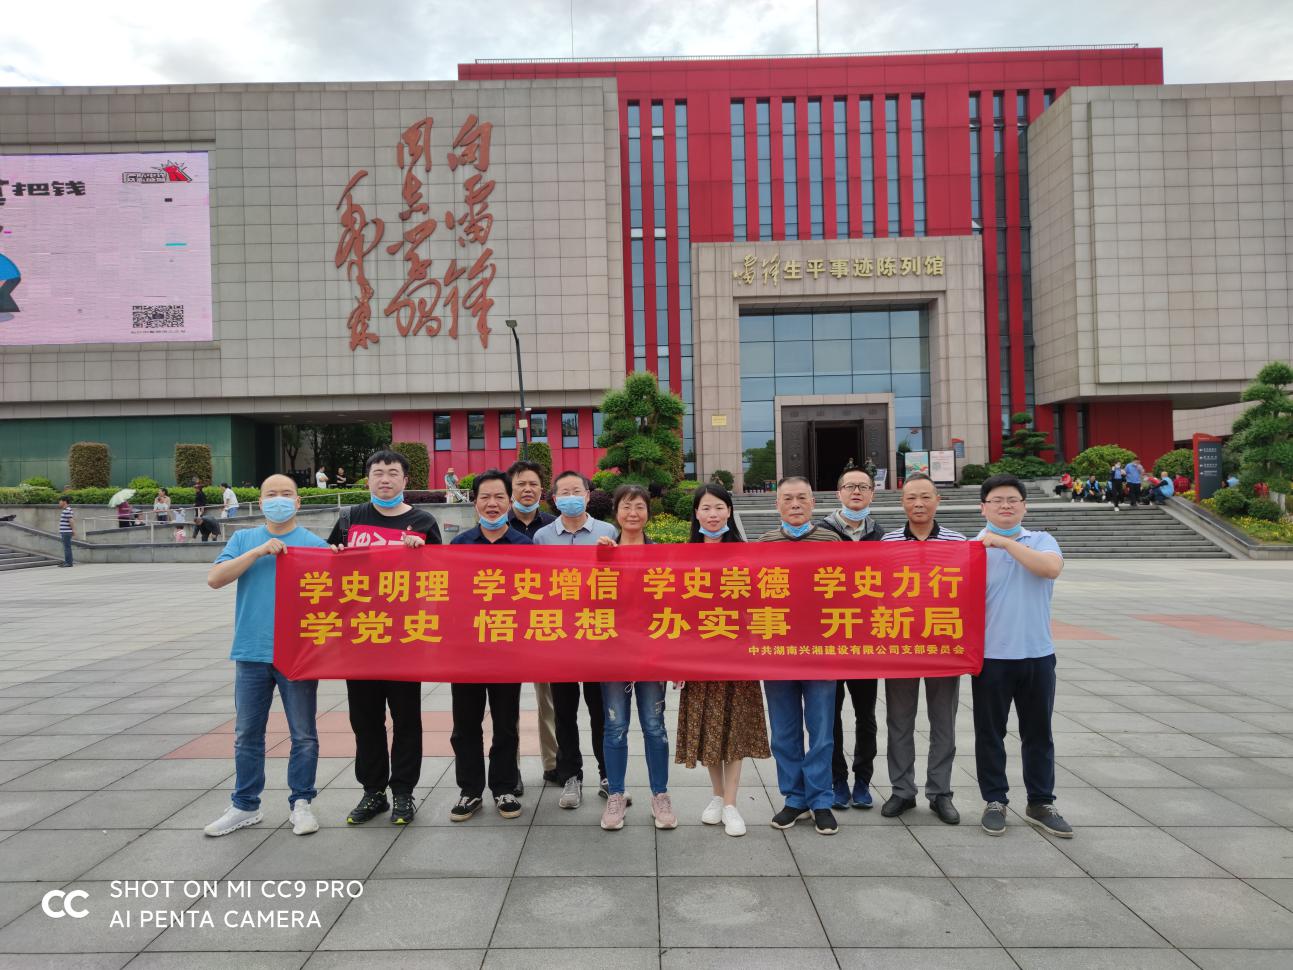 把钱
向雷锋
同志学习
毛泽东
雷锋生平事迹陈列馆
学史明理 学史增信 学史崇德 学史力行
学党史 悟思想 办实事 开新局
中共湖南兴湘建设有限公司支部委员会
CC SHOT ON MI CC9 PRO
AI PENTA CAMERA